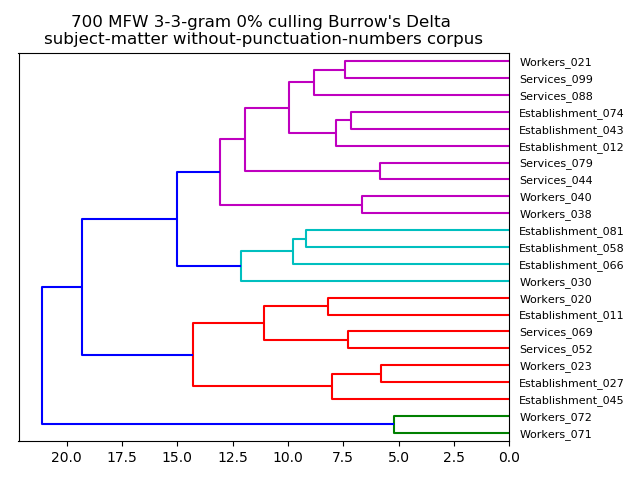 700 MFW 3-3-gram 0% culling Burrow's Delta
subject-matter without-punctuation-numbers corpus
Workers_021
Services_099
Services_088
Establishment_074
Establishment_043
Establishment_012
Services_079
Services_044
Workers_040
Workers_038
Establishment_081
Establishment_058
Establishment_066
Workers_030
Workers_020
Establishment_011
Services_069
Services_052
Workers_023
Establishment_027
Establishment_045
Workers_072
Workers_071
20.0 17.5 15.0 12.5 10.0 7.5 5.0 2.5 0.0